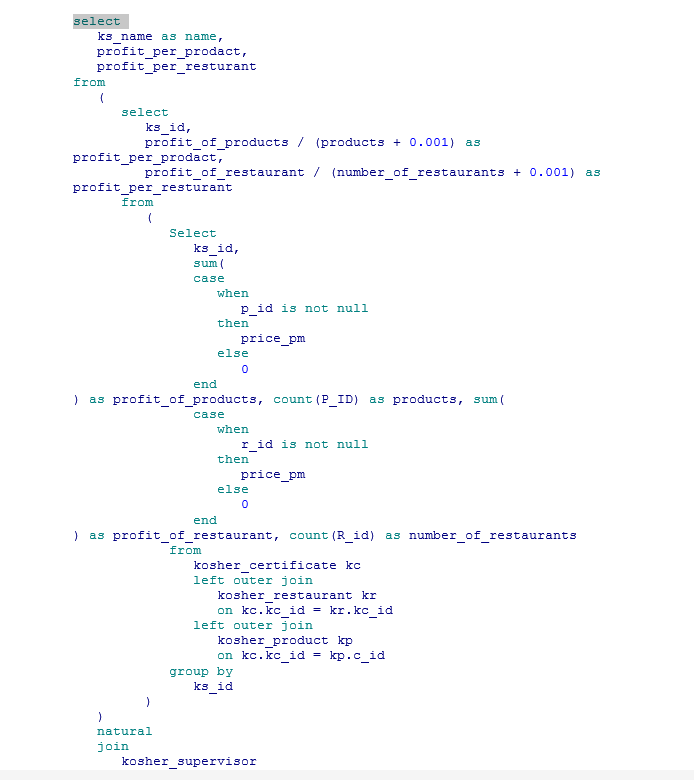 select
ks_name as name,
profit_per_prodact,
profit_per_resturant
from
(
select
ks_id,
profit_of_products / (products + 0.001) as
profit_per_prodact,
profit_of_restaurant / (number_of_restaurants + 0.001) as
profit_per_resturant
from
(
Select
ks_id,
sum(
case
when
p_id is not null
then
price_pm
else
0
end
) as profit_of_products, count(P_ID) as products, sum(
case
when
r_id is not null
then
price_pm
else
0
end
) as profit_of_restaurant, count(R_id) as number_of_restaurants
from
kosher_certificate kc
left outer join
kosher_restaurant kr
on kc.kc_id = kr.kc_id
left outer join
kosher_product kp
on kc.kc_id = kp.c_id
group by
ks_id
)
)
natural
join
kosher_supervisor